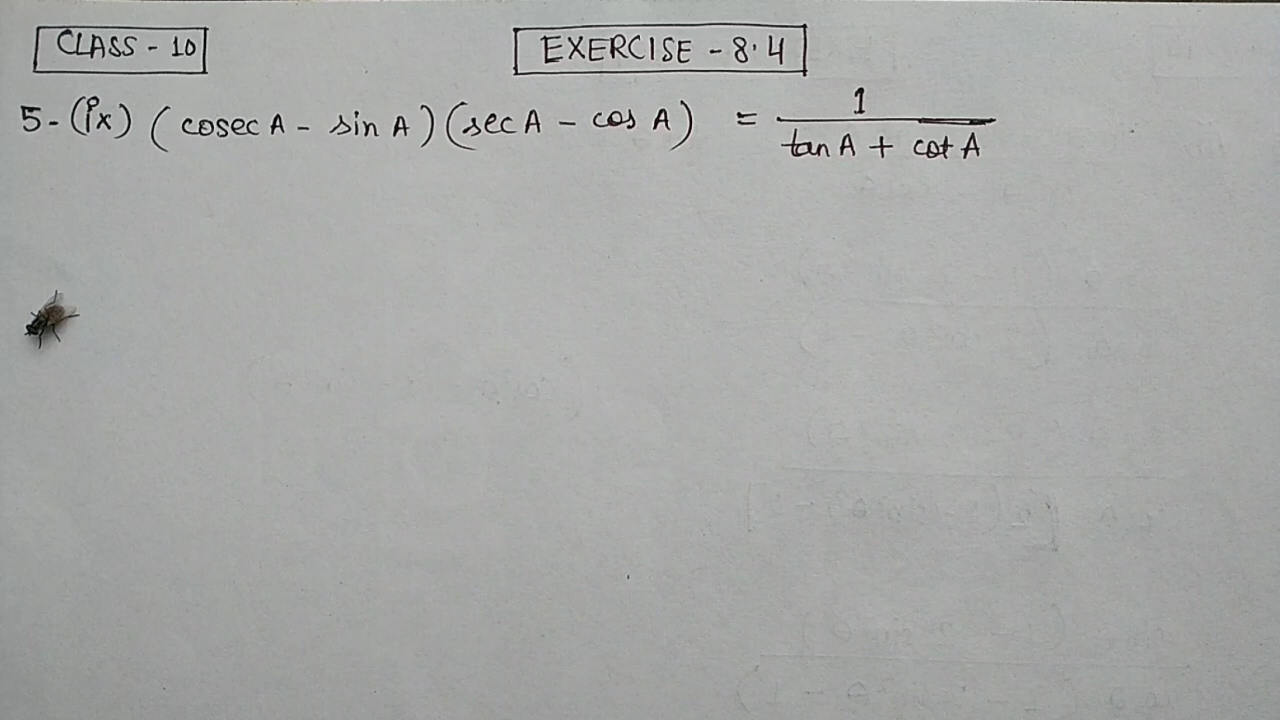 CLASS - 10
EXERCISE - 8.4
5- (ix) (cosec A - sin A)(sec A - cos A) = 1/(tan A + cot A)